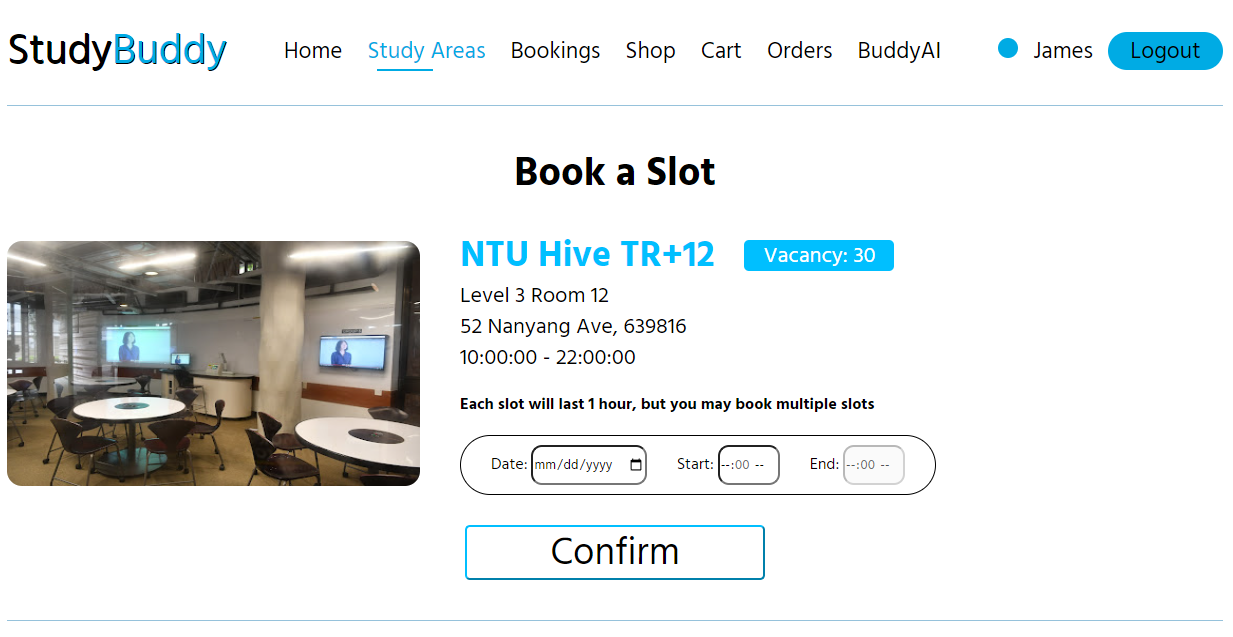 StudyBuddy Home Study Areas Bookings Shop Cart Orders BuddyAI James Logout
Book a Slot
NTU Hive TR+12 Vacancy: 30
Level 3 Room 12
52 Nanyang Ave, 639816
10:00:00 - 22:00:00
Each slot will last 1 hour, but you may book multiple slots
Date: mm/dd/yyyy Start: --:00 -- End: --:00 --
Confirm